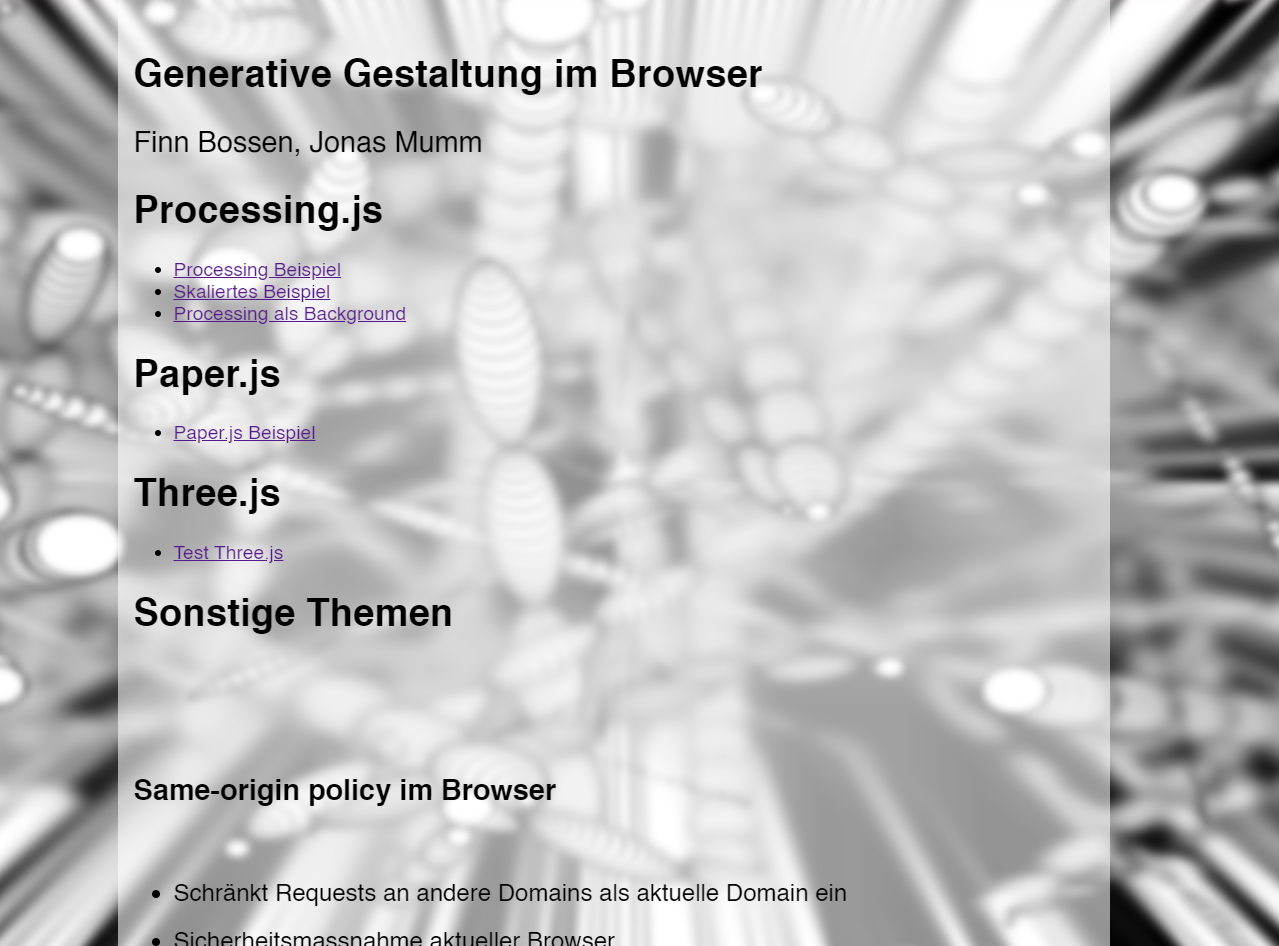 Generative Gestaltung im Browser
Finn Bossen, Jonas Mumm
Processing.js
Processing Beispiel
Skaliertes Beispiel
Processing als Background
Paper.js
Paper.js Beispiel
Three.js
Test Three.js
Sonstige Themen
Same-origin policy im Browser
Schränkt Requests an andere Domains als aktuelle Domain ein
Sicherheitsmassnahme aktueller Browser